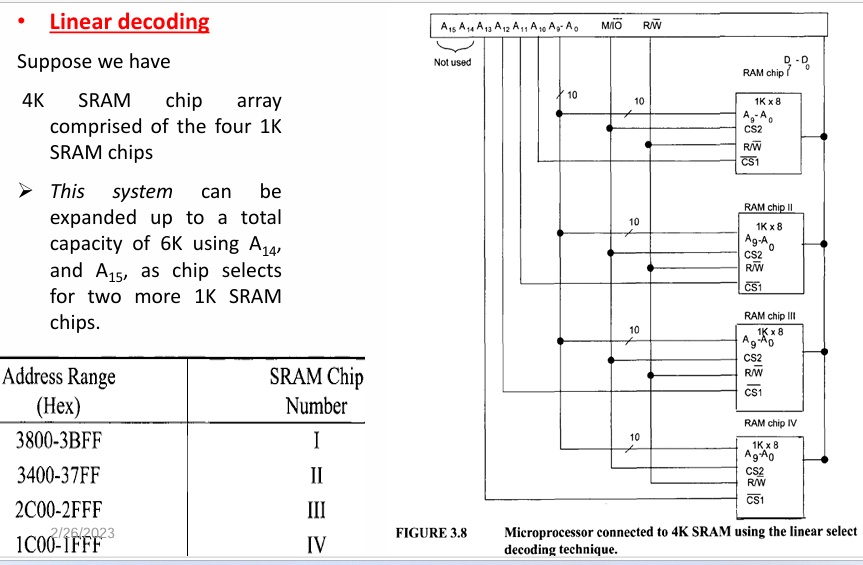 • Linear decoding
Suppose we have
4K SRAM chip array
comprised of the four 1K
SRAM chips
➢ This system can be
expanded up to a total
capacity of 6K using A14,
and A15, as chip selects
for two more 1K SRAM
chips.
Address Range SRAM Chip
(Hex) Number
3800-3BFF I
3400-37FF II
2C00-2FFF III
2/26/2023
1C00-1FFF IV
A15 A14 A13 A12 A11 A10 A9-A0 M/I̅O̅ R/W̅
Not used
D7 - D0
RAM chip I
10
10
1K x 8
A9-A0
CS2
R/W̅
C̅S̅1
RAM chip II
10
1K x 8
A9-A0
CS2
R/W̅
C̅S̅1
RAM chip III
10
1K x 8
A9-A0
CS2
R/W̅
C̅S̅1
RAM chip IV
10
1K x 8
A9-A0
CS2
R/W̅
C̅S̅1
FIGURE 3.8 Microprocessor connected to 4K SRAM using the linear select
decoding technique.